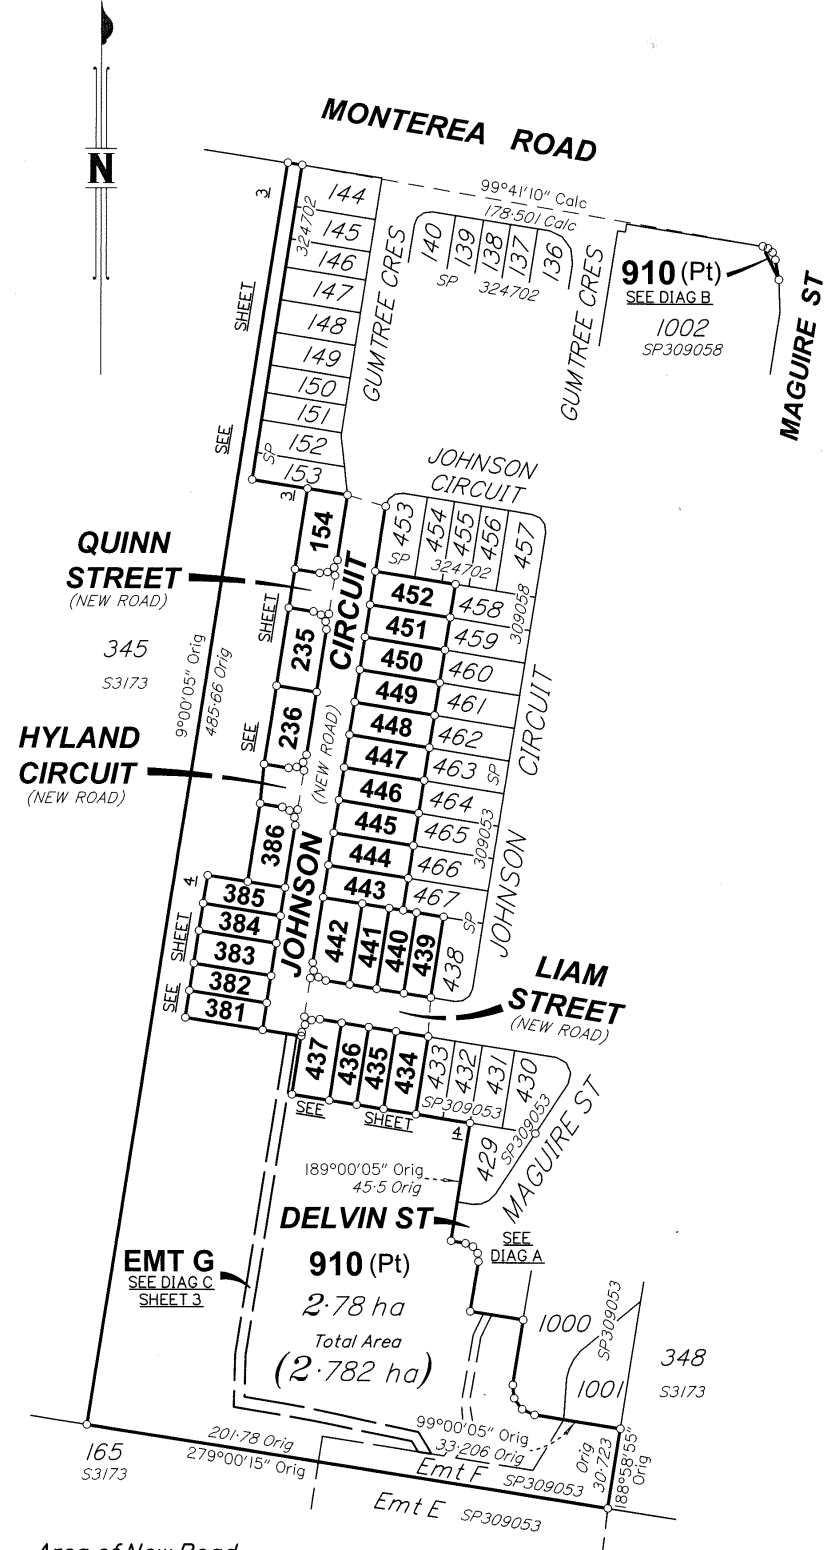 N
MONTEREA ROAD
99°41'10" Calc
178·501 Calc
3
SHEET
SEE
144
145
146
147
148
149
150
151
152
153
SP
324702
GUMTREE CRES
140
139
138
137
136
SP 324702
GUMTREE CRES
910 (Pt)
SEE DIAG B
1002
SP309058
MAGUIRE ST
JOHNSON
CIRCUIT
453
454
455
456
457
SP
324702
3
SHEET
SEE
154
QUINN
STREET
(NEW ROAD)
235
236
HYLAND
CIRCUIT
(NEW ROAD)
345
S3173
9°00'05" Orig
485·66 Orig
386
JOHNSON
CIRCUIT
(NEW ROAD)
452
451
450
449
448
447
446
445
444
443
458
459
460
461
462
463
464
465
466
467
309058
SP
309053
SP
JOHNSON
CIRCUIT
4
SHEET
SEE
385
384
383
382
381
442
441
440
439
438
LIAM
STREET
(NEW ROAD)
437
436
435
434
433
432
431
430
SP309053
SP309053
429
MAGUIRE ST
SEE
SHEET
4
189°00'05" Orig
45·5 Orig
DELVIN ST
SEE
DIAG A
EMT G
SEE DIAG C
SHEET 3
910 (Pt)
2·78 ha
Total Area
(2·782 ha)
1000
SP309053
348
S3173
1001
99°00'05" Orig
33·206 Orig
Orig
30·723
188°58'55"
Orig
201·78 Orig
279°00'15" Orig
165
S3173
Emt F
SP309053
Emt E
SP309053
Area of New Road